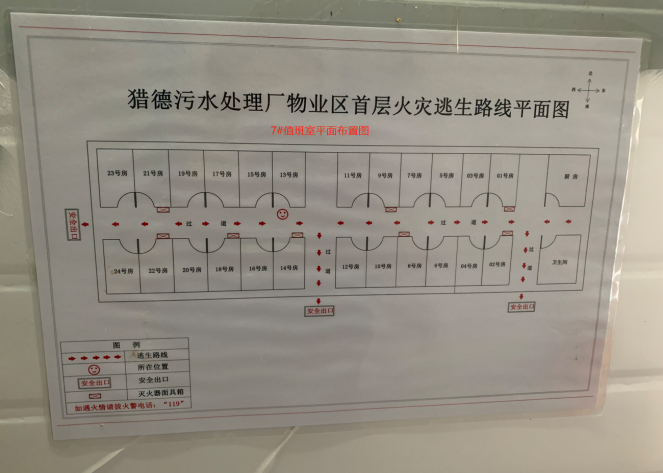 北
西 东
南
猎德污水处理厂物业区首层火灾逃生路线平面图
7#值班室平面布置图
23号房 21号房 19号房 17号房 15号房 13号房 11号房 9号房 7号房 5号房 03号房 01号房 厨 房
安全出口 过 道 过 道
过道 过道
24号房 22号房 20号房 18号房 16号房 14号房 12号房 10号房 8号房 6号房 04号房 02号房 卫生间
安全出口 安全出口
图 例
逃生路线
所在位置
安全出口 安全出口
灭火器面具箱
如遇火情请拨火警电话："119"